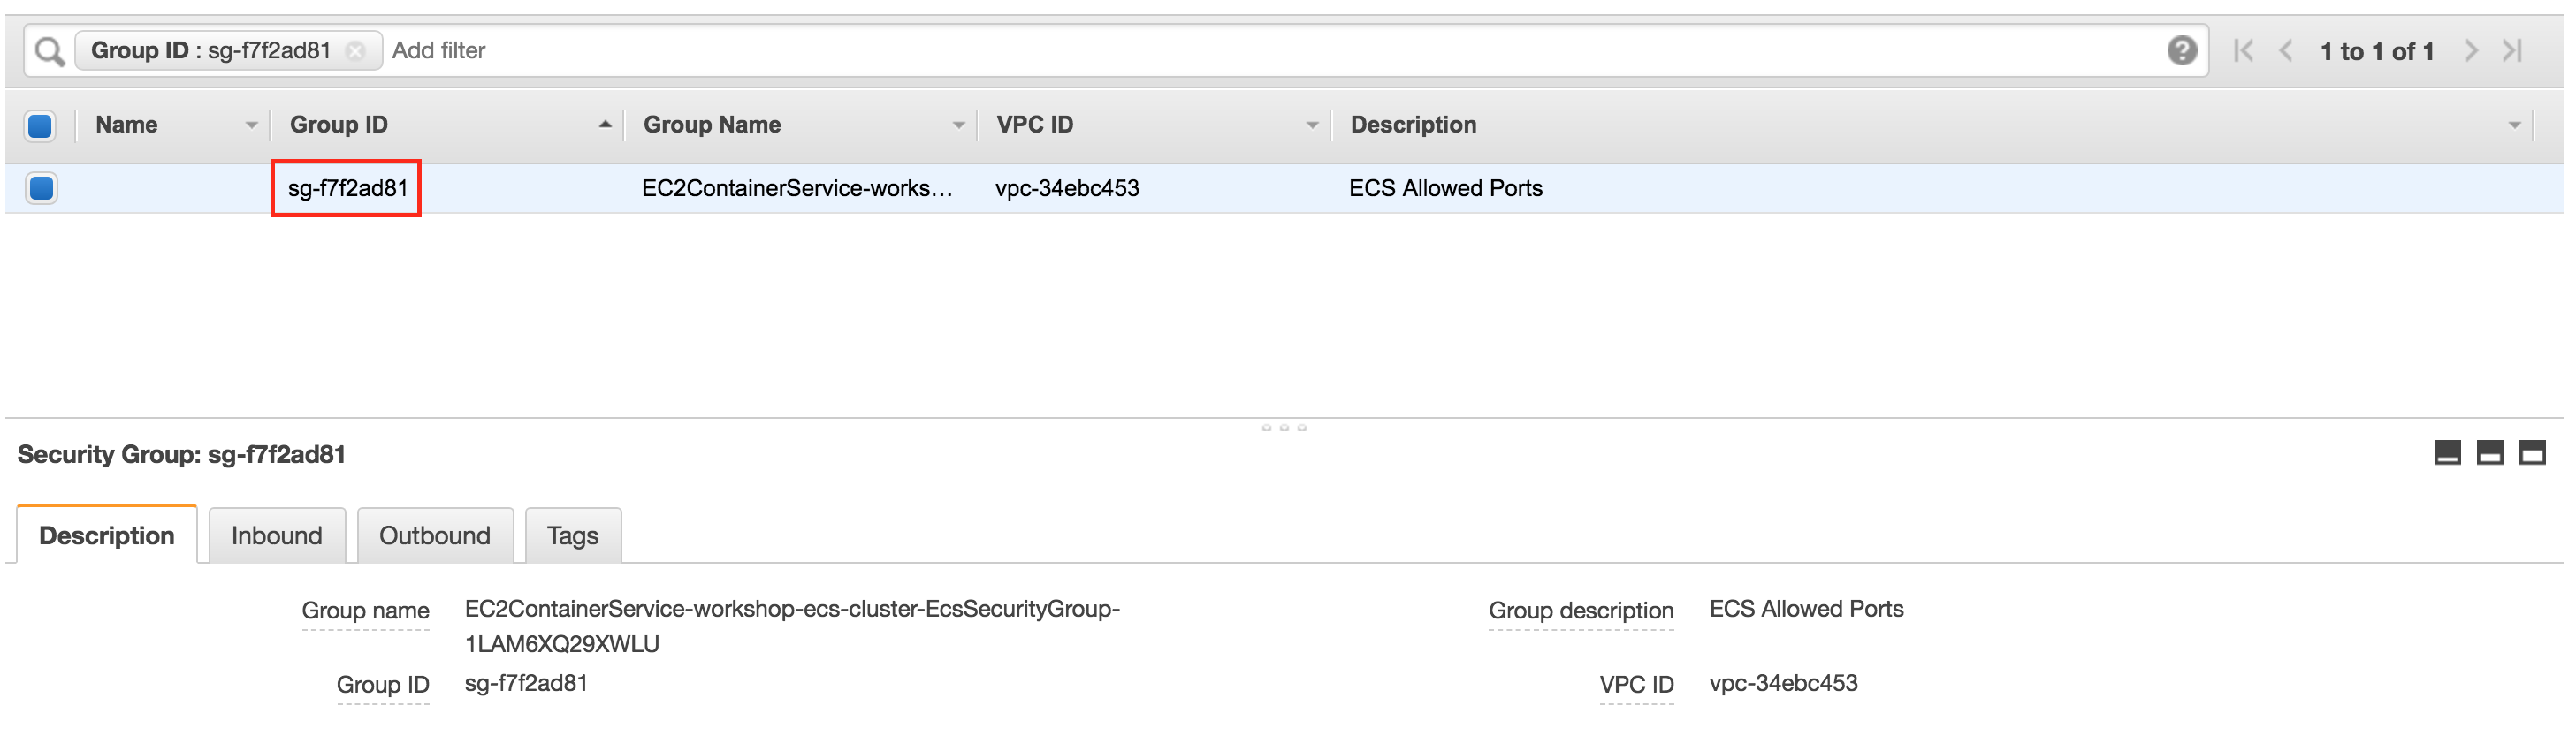 Group ID : sg-f7f2ad81 Add filter 1 to 1 of 1
Name Group ID Group Name VPC ID Description
sg-f7f2ad81 EC2ContainerService-works... vpc-34ebc453 ECS Allowed Ports
Security Group: sg-f7f2ad81
Description Inbound Outbound Tags
Group name EC2ContainerService-workshop-ecs-cluster-EcsSecurityGroup- Group description ECS Allowed Ports
1LAM6XQ29XWLU
Group ID sg-f7f2ad81 VPC ID vpc-34ebc453